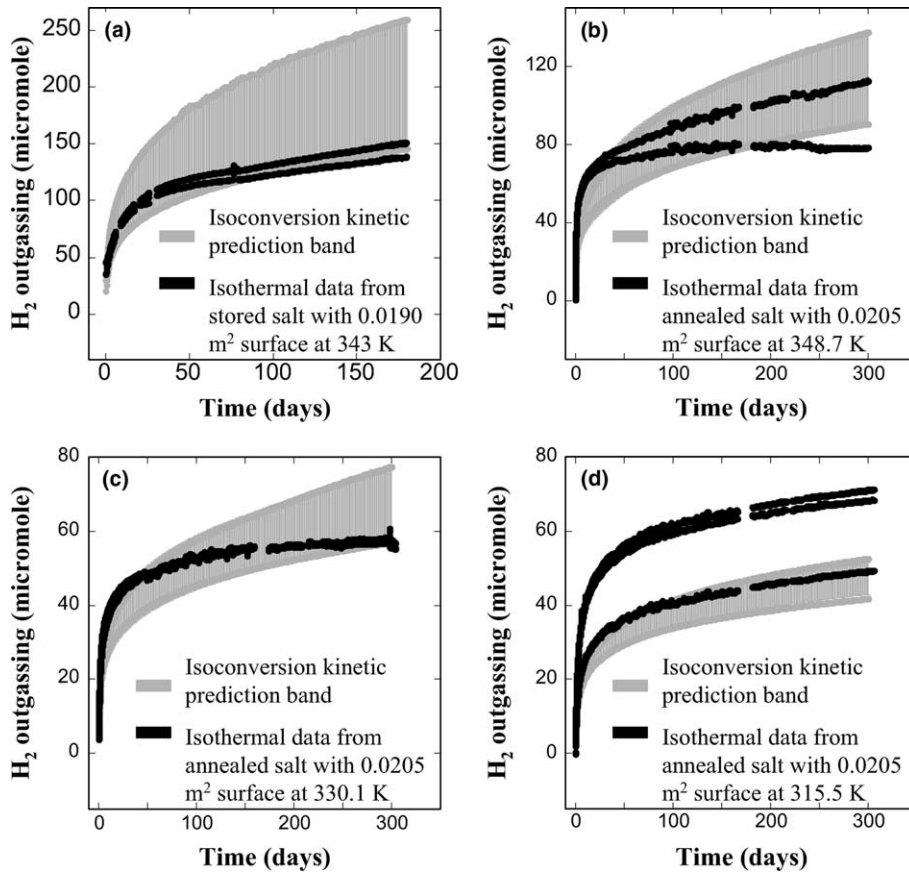 (a)
250
200
150
100
50
0
H₂ outgassing (micromole)
Isoconversion kinetic
prediction band
Isothermal data from
stored salt with 0.0190
m² surface at 343 K
0 50 100 150 200
Time (days)
(b)
120
80
40
0
H₂ outgassing (micromole)
Isoconversion kinetic
prediction band
Isothermal data from
annealed salt with 0.0205
m² surface at 348.7 K
0 100 200 300
Time (days)
(c)
80
60
40
20
0
H₂ outgassing (micromole)
Isoconversion kinetic
prediction band
Isothermal data from
annealed salt with 0.0205
m² surface at 330.1 K
0 100 200 300
Time (days)
(d)
80
60
40
20
0
H₂ outgassing (micromole)
Isoconversion kinetic
prediction band
Isothermal data from
annealed salt with 0.0205
m² surface at 315.5 K
0 100 200 300
Time (days)